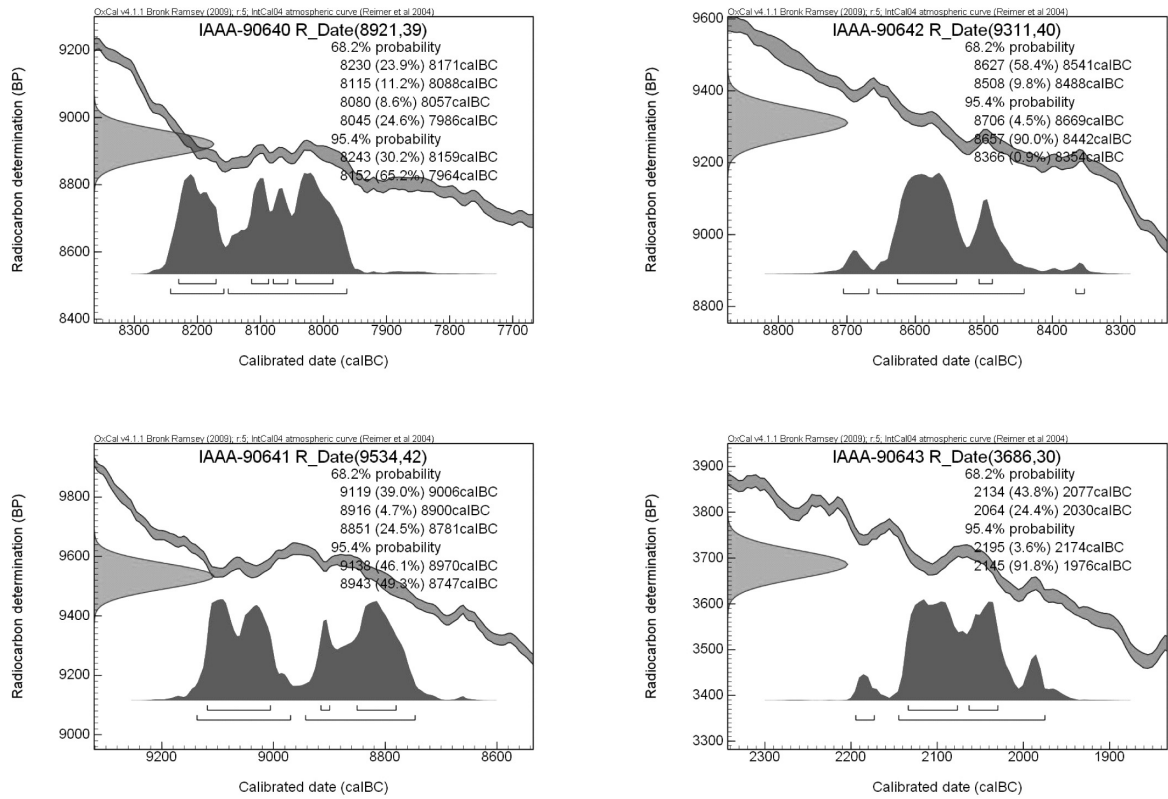 OxCal v4.1.1 Bronk Ramsey (2009); r:5; IntCal04 atmospheric curve (Reimer et al 2004)
IAAA-90640 R_Date(8921,39)
68.2% probability
8230 (23.9%) 8171calBC
8115 (11.2%) 8088calBC
8080 (8.6%) 8057calBC
8045 (24.6%) 7986calBC
95.4% probability
8243 (30.2%) 8159calBC
8152 (65.2%) 7964calBC
Radiocarbon determination (BP)
9200
9000
8800
8600
8400
8300 8200 8100 8000 7900 7800 7700
Calibrated date (calBC)
OxCal v4.1.1 Bronk Ramsey (2009); r:5; IntCal04 atmospheric curve (Reimer et al 2004)
IAAA-90642 R_Date(9311,40)
68.2% probability
8627 (58.4%) 8541calBC
8508 (9.8%) 8488calBC
95.4% probability
8706 (4.5%) 8669calBC
8657 (90.0%) 8442calBC
8366 (0.9%) 8354calBC
Radiocarbon determination (BP)
9600
9400
9200
9000
8800
8800 8700 8600 8500 8400 8300
Calibrated date (calBC)
OxCal v4.1.1 Bronk Ramsey (2009); r:5; IntCal04 atmospheric curve (Reimer et al 2004)
IAAA-90641 R_Date(9534,42)
68.2% probability
9119 (39.0%) 9006calBC
8916 (4.7%) 8900calBC
8851 (24.5%) 8781calBC
95.4% probability
9138 (46.1%) 8970calBC
8943 (49.3%) 8747calBC
Radiocarbon determination (BP)
9800
9600
9400
9200
9000
9200 9000 8800 8600
Calibrated date (calBC)
OxCal v4.1.1 Bronk Ramsey (2009); r:5; IntCal04 atmospheric curve (Reimer et al 2004)
IAAA-90643 R_Date(3686,30)
68.2% probability
2134 (43.8%) 2077calBC
2064 (24.4%) 2030calBC
95.4% probability
2195 (3.6%) 2174calBC
2145 (91.8%) 1976calBC
Radiocarbon determination (BP)
3900
3800
3700
3600
3500
3400
3300
2300 2200 2100 2000 1900
Calibrated date (calBC)